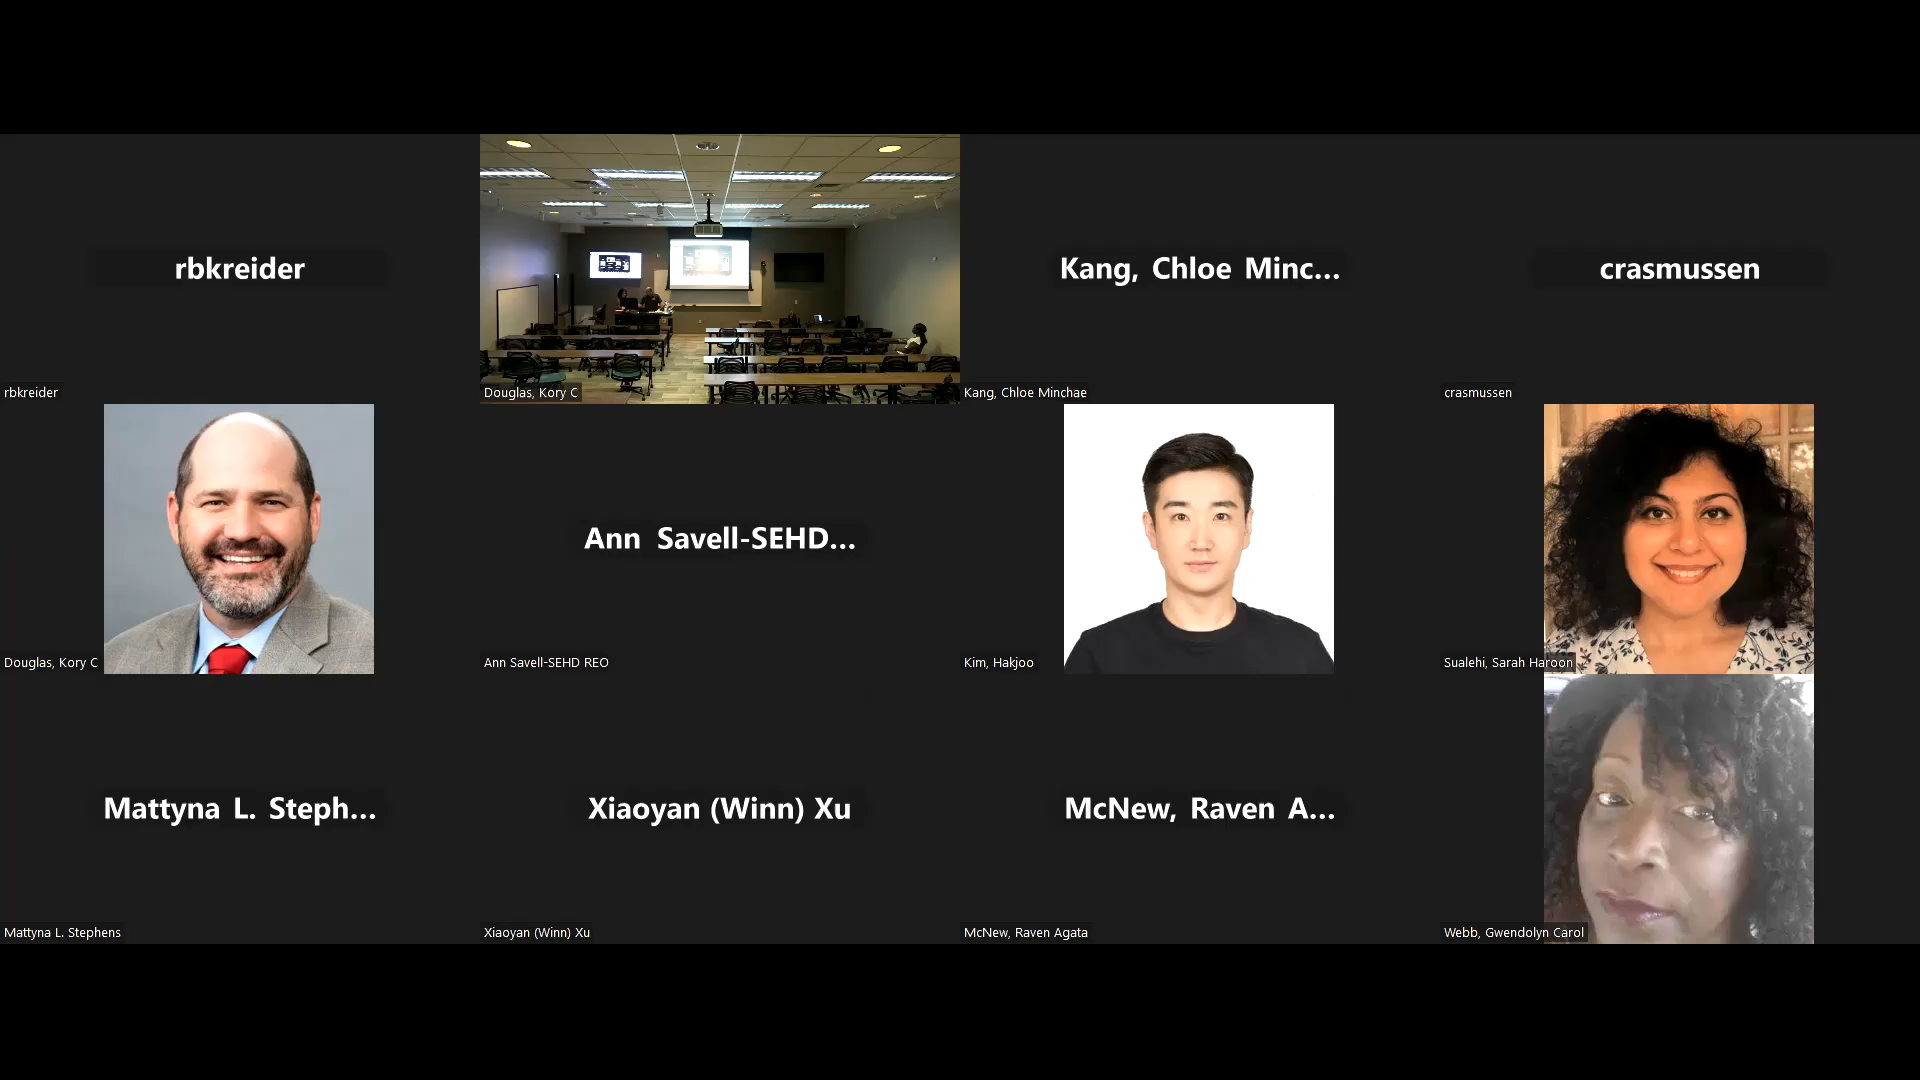 rbkreider
rbkreider
Douglas, Kory C
Kang, Chloe Minc...
Kang, Chloe Minchae
crasmussen
crasmussen
Douglas, Kory C
Ann Savell-SEHD...
Ann Savell-SEHD REO
Kim, Hakjoo
Sualehi, Sarah Haroon
Mattyna L. Steph...
Mattyna L. Stephens
Xiaoyan (Winn) Xu
Xiaoyan (Winn) Xu
McNew, Raven A...
McNew, Raven Agata
Webb, Gwendolyn Carol